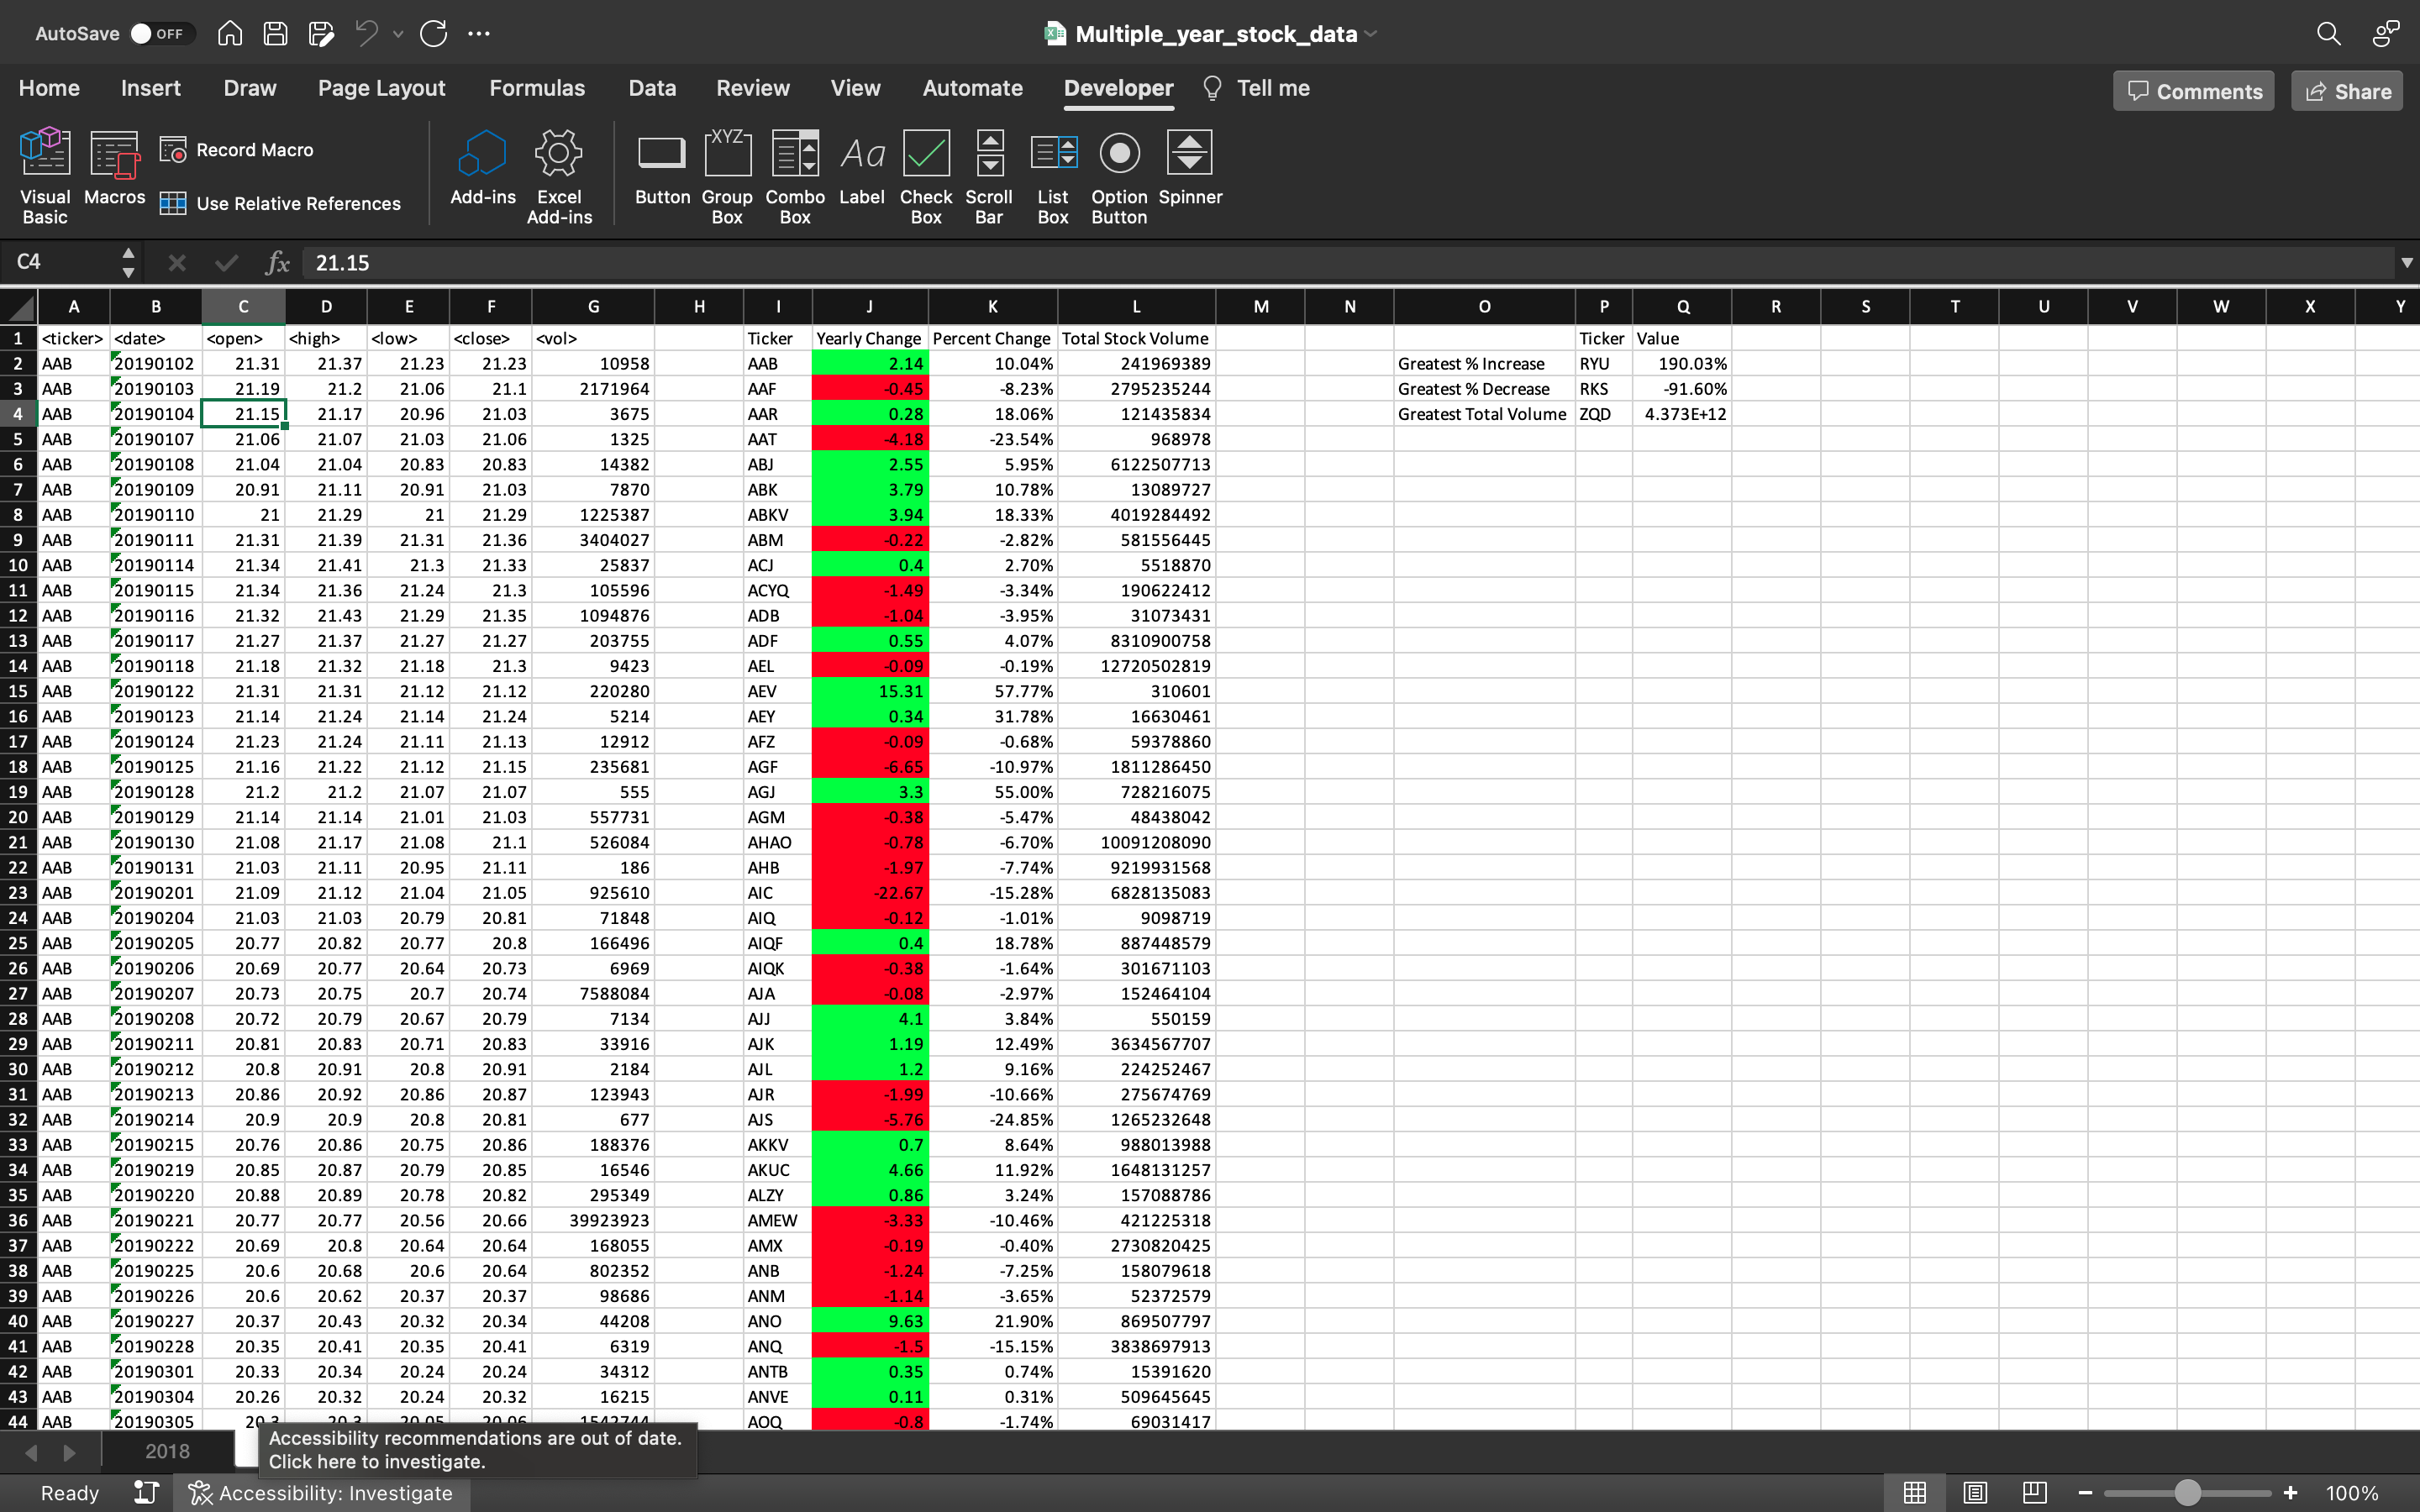 AutoSave OFF Multiple_year_stock_data
Home Insert Draw Page Layout Formulas Data Review View Automate Developer Tell me Comments Share
Visual Basic Macros Record Macro Use Relative References Add-ins Excel Add-ins Button Group Box Combo Box Label Check Box Scroll Bar List Box Option Button Spinner
C4 fx 21.15
A B C D E F G H I J K L M N O P Q R S T U V W X Y
1 <ticker> <date> <open> <high> <low> <close> <vol> Ticker Yearly Change Percent Change Total Stock Volume Ticker Value
2 AAB 20190102 21.31 21.37 21.23 21.23 10958 AAB 2.14 10.04% 241969389 Greatest % Increase RYU 190.03%
3 AAB 20190103 21.19 21.2 21.06 21.1 2171964 AAF -0.45 -8.23% 2795235244 Greatest % Decrease RKS -91.60%
4 AAB 20190104 21.15 21.17 20.96 21.03 3675 AAR 0.28 18.06% 121435834 Greatest Total Volume ZQD 4.373E+12
5 AAB 20190107 21.06 21.07 21.03 21.06 1325 AAT -4.18 -23.54% 968978
6 AAB 20190108 21.04 21.04 20.83 20.83 14382 ABJ 2.55 5.95% 6122507713
7 AAB 20190109 20.91 21.11 20.91 21.03 7870 ABK 3.79 10.78% 13089727
8 AAB 20190110 21 21.29 21 21.29 1225387 ABKV 3.94 18.33% 4019284492
9 AAB 20190111 21.31 21.39 21.31 21.36 3404027 ABM -0.22 -2.82% 581556445
10 AAB 20190114 21.34 21.41 21.3 21.33 25837 ACJ 0.4 2.70% 5518870
11 AAB 20190115 21.34 21.36 21.24 21.3 105596 ACYQ -1.49 -3.34% 190622412
12 AAB 20190116 21.32 21.43 21.29 21.35 1094876 ADB -1.04 -3.95% 31073431
13 AAB 20190117 21.27 21.37 21.27 21.27 203755 ADF 0.55 4.07% 8310900758
14 AAB 20190118 21.18 21.32 21.18 21.3 9423 AEL -0.09 -0.19% 12720502819
15 AAB 20190122 21.31 21.31 21.12 21.12 220280 AEV 15.31 57.77% 310601
16 AAB 20190123 21.14 21.24 21.14 21.24 5214 AEY 0.34 31.78% 16630461
17 AAB 20190124 21.23 21.24 21.11 21.13 12912 AFZ -0.09 -0.68% 59378860
18 AAB 20190125 21.16 21.22 21.12 21.15 235681 AGF -6.65 -10.97% 1811286450
19 AAB 20190128 21.2 21.2 21.07 21.07 555 AGJ 3.3 55.00% 728216075
20 AAB 20190129 21.14 21.14 21.01 21.03 557731 AGM -0.38 -5.47% 48438042
21 AAB 20190130 21.08 21.17 21.08 21.1 526084 AHAO -0.78 -6.70% 10091208090
22 AAB 20190131 21.03 21.11 20.95 21.11 186 AHB -1.97 -7.74% 9219931568
23 AAB 20190201 21.09 21.12 21.04 21.05 925610 AIC -22.67 -15.28% 6828135083
24 AAB 20190204 21.03 21.03 20.79 20.81 71848 AIQ -0.12 -1.01% 9098719
25 AAB 20190205 20.77 20.82 20.77 20.8 166496 AIQF 0.4 18.78% 887448579
26 AAB 20190206 20.69 20.77 20.64 20.73 6969 AIQK -0.38 -1.64% 301671103
27 AAB 20190207 20.73 20.75 20.7 20.74 7588084 AJA -0.08 -2.97% 152464104
28 AAB 20190208 20.72 20.79 20.67 20.79 7134 AJJ 4.1 3.84% 550159
29 AAB 20190211 20.81 20.83 20.71 20.83 33916 AJK 1.19 12.49% 3634567707
30 AAB 20190212 20.8 20.91 20.8 20.91 2184 AJL 1.2 9.16% 224252467
31 AAB 20190213 20.86 20.92 20.86 20.87 123943 AJR -1.99 -10.66% 275674769
32 AAB 20190214 20.9 20.9 20.8 20.81 677 AJS -5.76 -24.85% 1265232648
33 AAB 20190215 20.76 20.86 20.75 20.86 188376 AKKV 0.7 8.64% 988013988
34 AAB 20190219 20.85 20.87 20.79 20.85 16546 AKUC 4.66 11.92% 1648131257
35 AAB 20190220 20.88 20.89 20.78 20.82 295349 ALZY 0.86 3.24% 157088786
36 AAB 20190221 20.77 20.77 20.56 20.66 39923923 AMEW -3.33 -10.46% 421225318
37 AAB 20190222 20.69 20.8 20.64 20.64 168055 AMX -0.19 -0.40% 2730820425
38 AAB 20190225 20.6 20.68 20.6 20.64 802352 ANB -1.24 -7.25% 158079618
39 AAB 20190226 20.6 20.62 20.37 20.37 98686 ANM -1.14 -3.65% 52372579
40 AAB 20190227 20.37 20.43 20.32 20.34 44208 ANO 9.63 21.90% 869507797
41 AAB 20190228 20.35 20.41 20.35 20.41 6319 ANQ -1.5 -15.15% 3838697913
42 AAB 20190301 20.33 20.34 20.24 20.24 34312 ANTB 0.35 0.74% 15391620
43 AAB 20190304 20.26 20.32 20.24 20.32 16215 ANVE 0.11 0.31% 509645645
44 AAB 20190305 20.3 20.3 20.05 20.06 1542744 AOQ -0.8 -1.74% 69031417
2018 Accessibility recommendations are out of date.
Click here to investigate.
Ready Accessibility: Investigate 100%